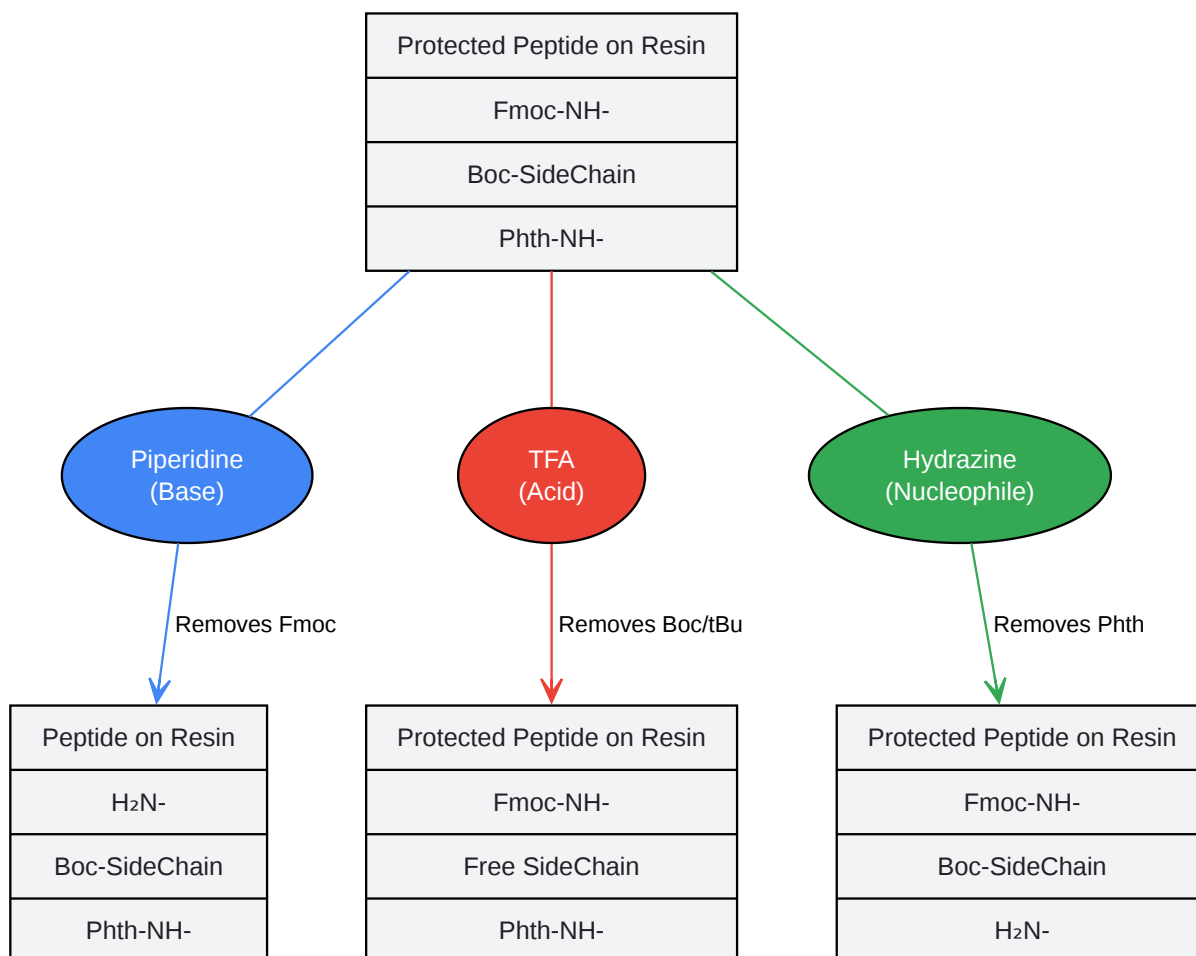 Protected Peptide on Resin
Fmoc-NH-
Boc-SideChain
Phth-NH-
Piperidine
(Base)
TFA
(Acid)
Hydrazine
(Nucleophile)
Removes Fmoc
Removes Boc/tBu
Removes Phth
Peptide on Resin
H₂N-
Boc-SideChain
Phth-NH-
Protected Peptide on Resin
Fmoc-NH-
Free SideChain
Phth-NH-
Protected Peptide on Resin
Fmoc-NH-
Boc-SideChain
H₂N-